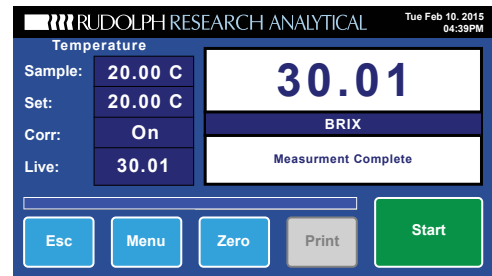 RUDOLPH RESEARCH ANALYTICAL
Tue Feb 10. 2015
04:39PM
Temperature
Sample: 20.00 C
Set: 20.00 C
Corr: On
Live: 30.01
30.01
BRIX
Measurment Complete
Esc Menu Zero Print Start